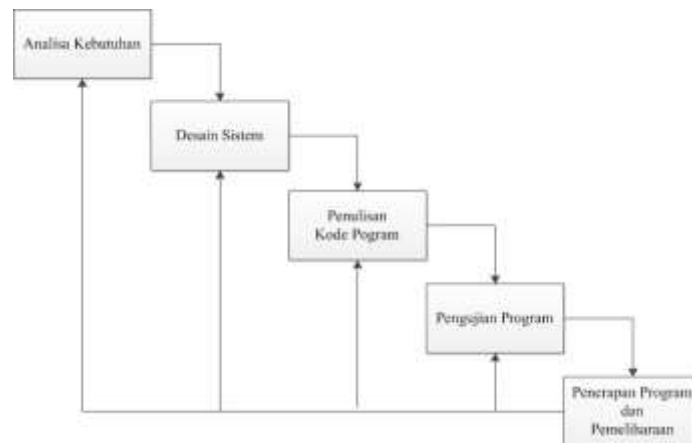 Analisa Kebutuhan
Desain Sistem
Penulisan
Kode Pogram
Pengujian Program
Penerapan Program
dan
Pemeliharaan